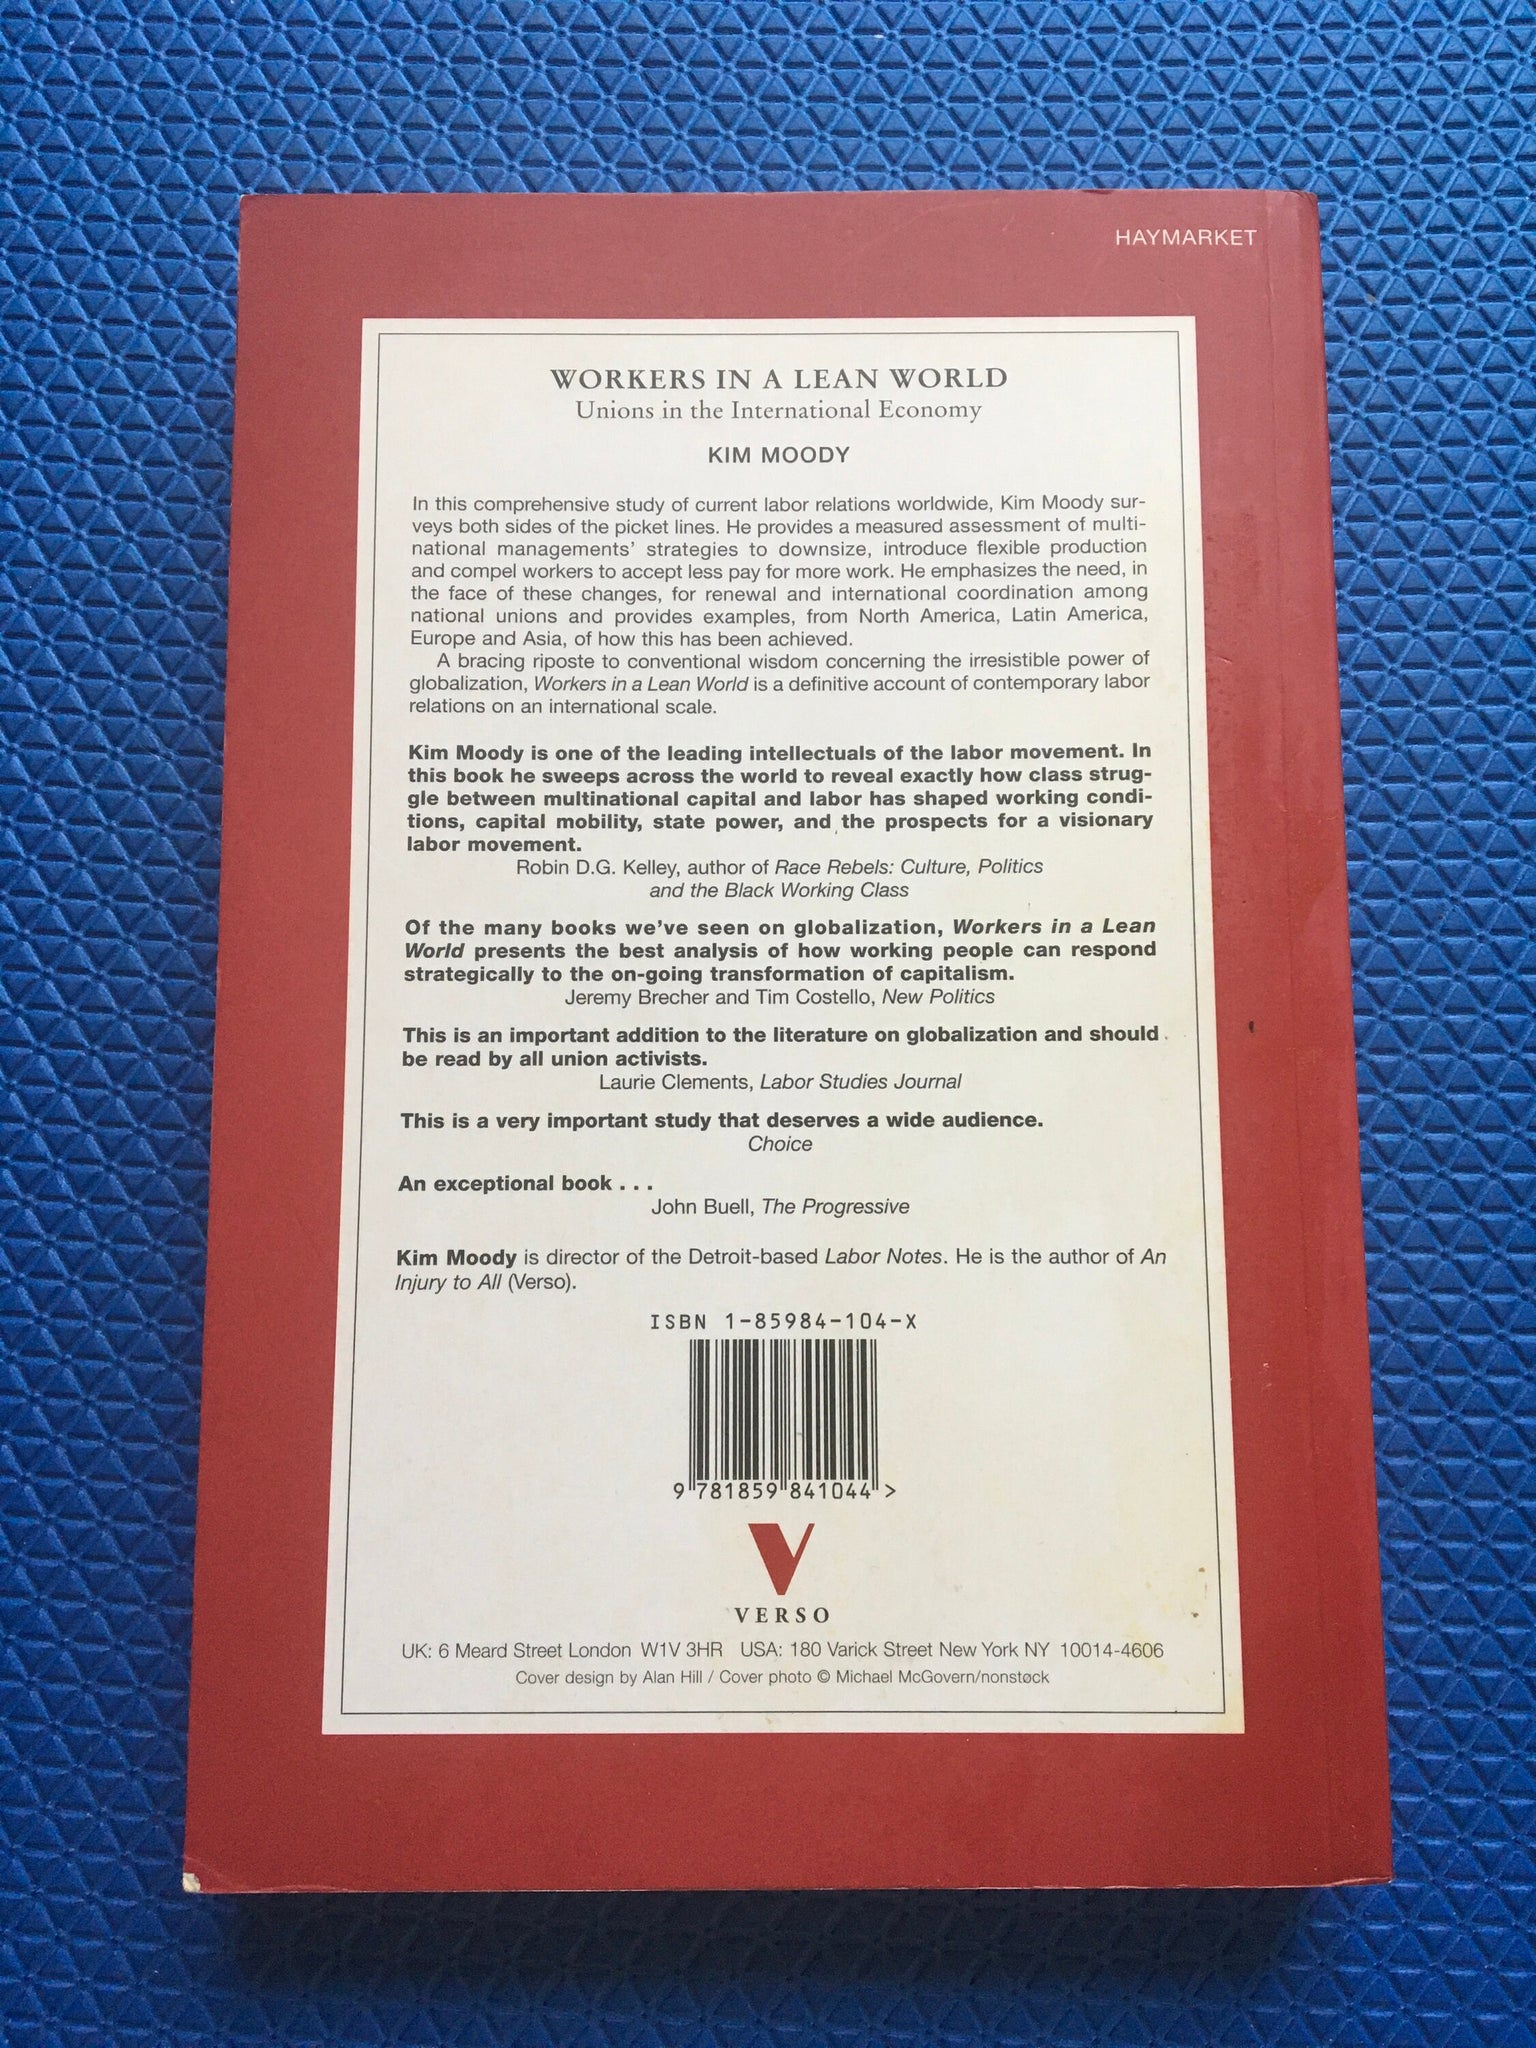 HAYMARKET
WORKERS IN A LEAN WORLD
Unions in the International Economy
KIM MOODY
In this comprehensive study of current labor relations worldwide, Kim Moody sur-
veys both sides of the picket lines. He provides a measured assessment of multi-
national managements' strategies to downsize, introduce flexible production
and compel workers to accept less pay for more work. He emphasizes the need, in
the face of these changes, for renewal and international coordination among
national unions and provides examples, from North America, Latin America,
Europe and Asia, of how this has been achieved.
A bracing riposte to conventional wisdom concerning the irresistible power of
globalization, Workers in a Lean World is a definitive account of contemporary labor
relations on an international scale.
Kim Moody is one of the leading intellectuals of the labor movement. In
this book he sweeps across the world to reveal exactly how class strug-
gle between multinational capital and labor has shaped working condi-
tions, capital mobility, state power, and the prospects for a visionary
labor movement.
Robin D.G. Kelley, author of Race Rebels: Culture, Politics
and the Black Working Class
Of the many books we've seen on globalization, Workers in a Lean
World presents the best analysis of how working people can respond
strategically to the on-going transformation of capitalism.
Jeremy Brecher and Tim Costello, New Politics
This is an important addition to the literature on globalization and should
be read by all union activists.
Laurie Clements, Labor Studies Journal
This is a very important study that deserves a wide audience.
Choice
An exceptional book . . .
John Buell, The Progressive
Kim Moody is director of the Detroit-based Labor Notes. He is the author of An
Injury to All (Verso).
ISBN 1-85984-104-X
9 781859 841044 >
VERSO
UK: 6 Meard Street London W1V 3HR USA: 180 Varick Street New York NY 10014-4606
Cover design by Alan Hill / Cover photo © Michael McGovern/nonstøck